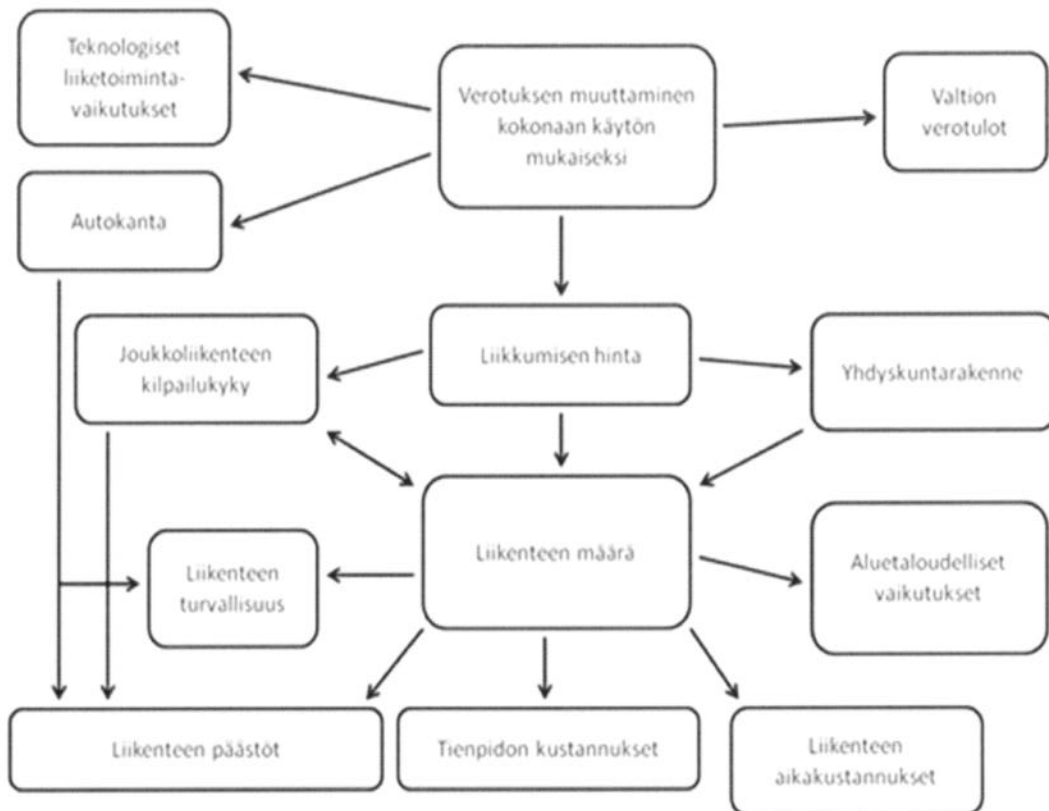 Teknologiset
liiketoiminta-
vaikutukset
Verotuksen muuttaminen
kokonaan käytön
mukaiseksi
Valtion
verotulot
Autokanta
Joukkoliikenteen
kilpailukyky
Liikkumisen hinta
Yhdyskuntarakenne
Liikenteen
turvallisuus
Liikenteen määrä
Aluetaloudelliset
vaikutukset
Liikenteen päästöt
Tienpidon kustannukset
Liikenteen
aikakustannukset